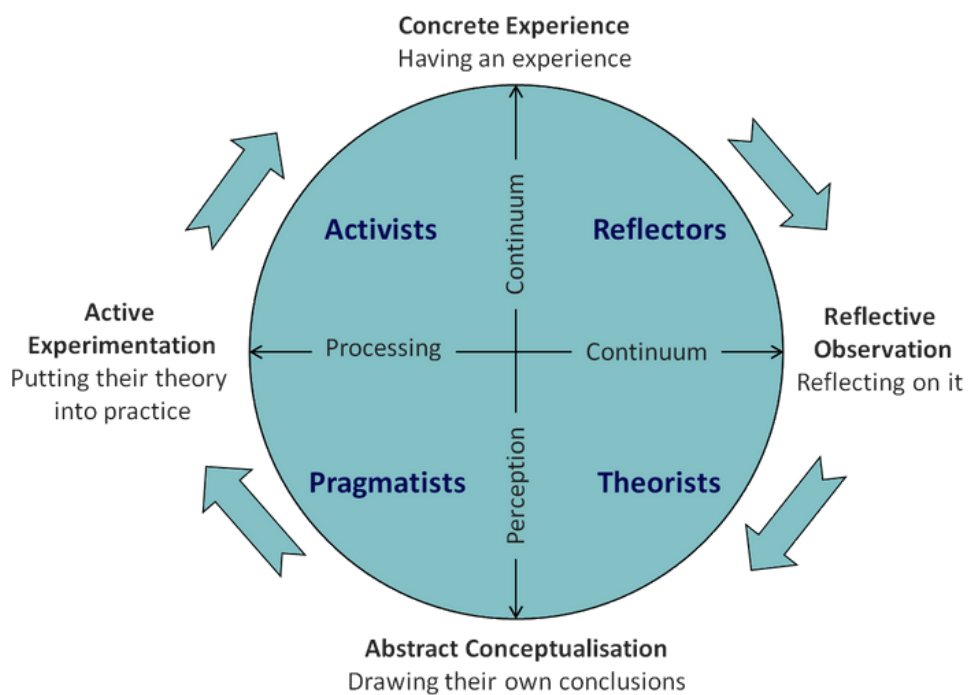 Concrete Experience
Having an experience
Activists
Reflectors
Continuum
Active
Experimentation
Putting their theory
into practice
Processing
Continuum
Reflective
Observation
Reflecting on it
Pragmatists
Theorists
Perception
Abstract Conceptualisation
Drawing their own conclusions